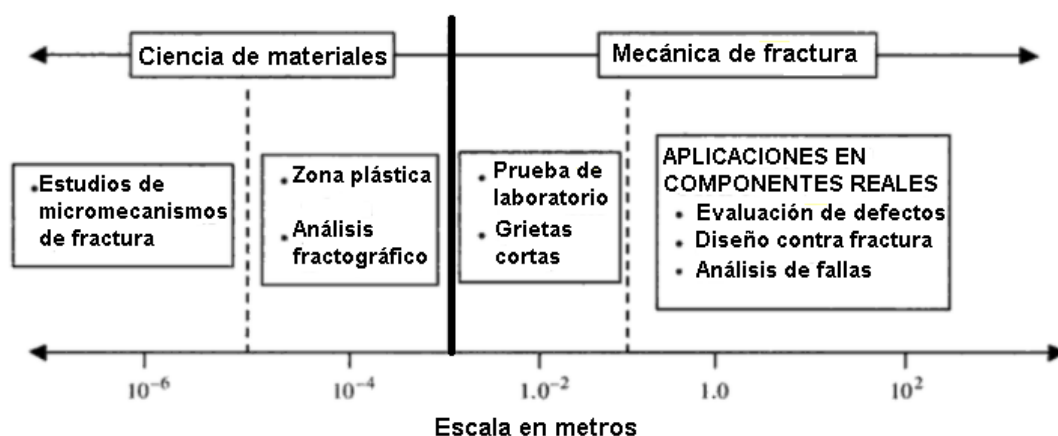 Ciencia de materiales
Mecánica de fractura
• Estudios de
micromecanismos
de fractura
• Zona plástica
• Análisis
fractográfico
• Prueba de
laboratorio
• Grietas
cortas
APLICACIONES EN
COMPONENTES REALES
• Evaluación de defectos
• Diseño contra fractura
• Análisis de fallas
10⁻⁶
10⁻⁴
1.0⁻²
1.0
10²
Escala en metros